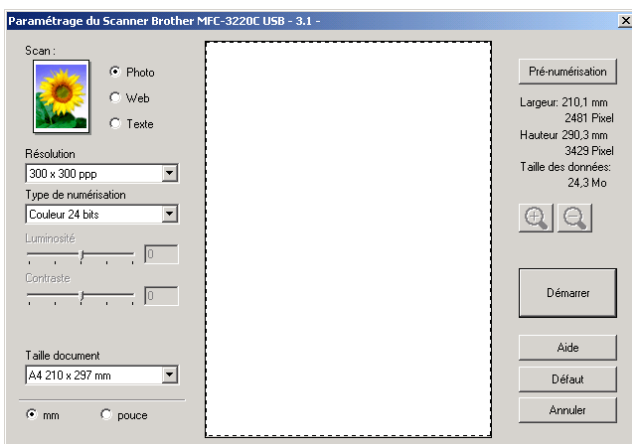 Paramétrage du Scanner Brother MFC-3220C USB - 3.1 -
Scan :
Photo
Web
Texte
Résolution
300 x 300 ppp
Type de numérisation
Couleur 24 bits
Luminosité
0
Contraste
0
Taille document
A4 210 x 297 mm
mm
pouce
Pré-numérisation
Largeur: 210,1 mm
2481 Pixel
Hauteur 290,3 mm
3429 Pixel
Taille des données:
24,3 Mo
Démarrer
Aide
Défaut
Annuler